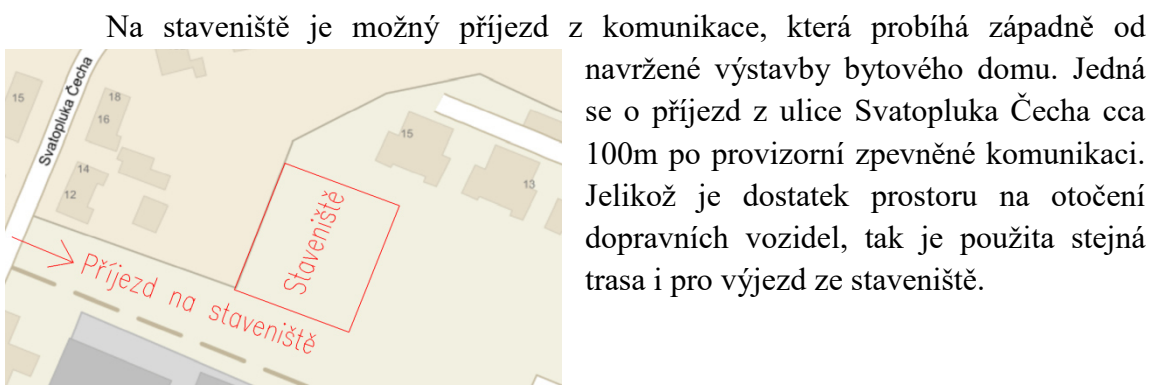 Na staveniště je možný příjezd z komunikace, která probíhá západně od
navržené výstavby bytového domu. Jedná
se o příjezd z ulice Svatopluka Čecha cca
100m po provizorní zpevněné komunikaci.
Jelikož je dostatek prostoru na otočení
dopravních vozidel, tak je použita stejná
trasa i pro výjezd ze staveniště.
Svatopluka Čecha
15
18
16
14
12
15
13
Staveniště
Příjezd na staveniště